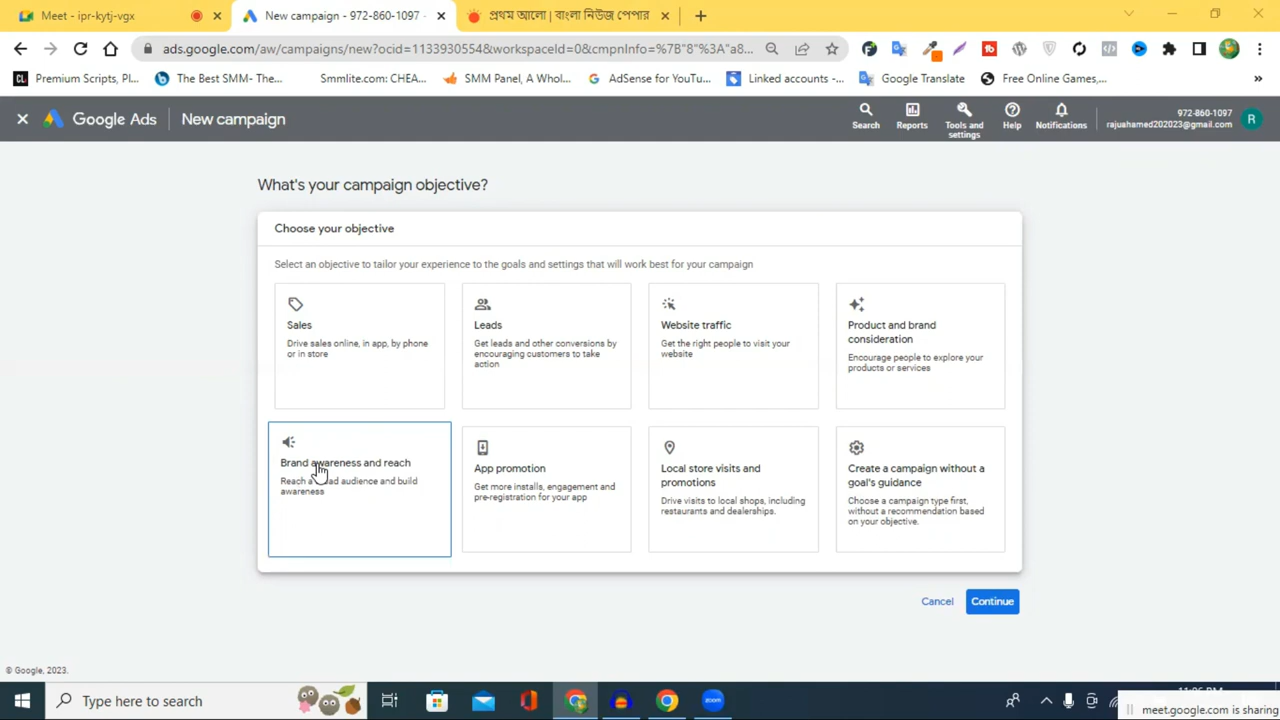 Meet - ipr-kytj-vgx
New campaign - 972-860-1097 -
প্রথম আলো | বাংলা নিউজ পেপার
ads.google.com/aw/campaigns/new?ocid=11339305548&workspaceId=0&cmpnInfo=%7B"8"%3A"a8...
Premium Scripts, Pl...
The Best SMM- The...
Smmlite.com: CHEA...
SMM Panel, A Whol...
AdSense for YouTu...
Linked accounts -...
Google Translate
Free Online Games,...
Google Ads
New campaign
Search
Reports
Tools and settings
Help
Notifications
972-860-1097
rajuahamed202023@gmail.com
R
What's your campaign objective?
Choose your objective
Select an objective to tailor your experience to the goals and settings that will work best for your campaign
Sales
Drive sales online, in app, by phone
or in store
Leads
Get leads and other conversions by
encouraging customers to take
action
Website traffic
Get the right people to visit your
website
Product and brand
consideration
Encourage people to explore your
products or services
Brand awareness and reach
Reach a broad audience and build
awareness
App promotion
Get more installs, engagement and
pre-registration for your app
Local store visits and
promotions
Drive visits to local shops, including
restaurants and dealerships.
Create a campaign without a
goal's guidance
Choose a campaign type first,
without a recommendation based
on your objective.
Cancel
Continue
© Google, 2023.
Type here to search
meet.google.com is sharing